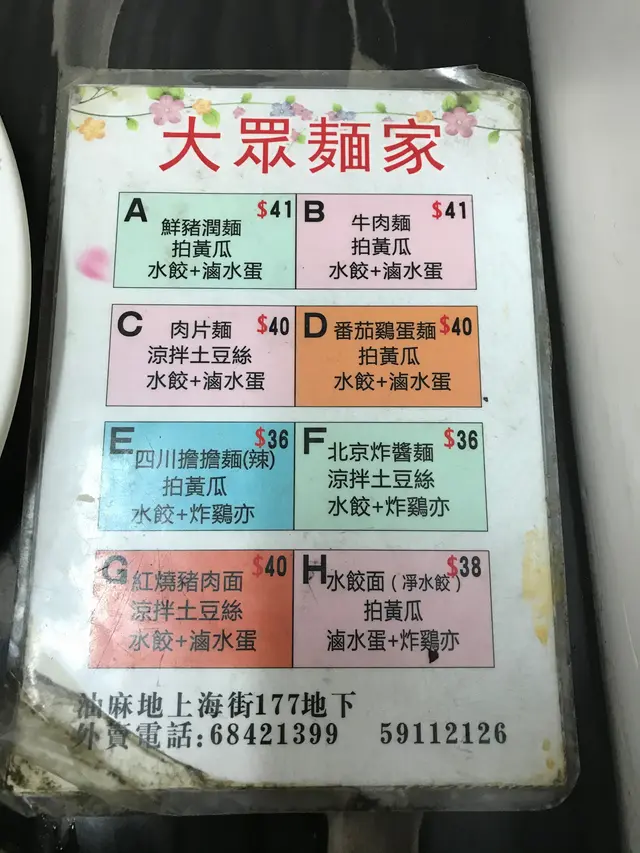 大眾麵家
A $41
鮮豬潤麵
拍黃瓜
水餃+滷水蛋
B $41
牛肉麵
拍黃瓜
水餃+滷水蛋
C 肉片麵 $40
涼拌土豆絲
水餃+滷水蛋
D 番茄鷄蛋麵 $40
拍黃瓜
水餃+滷水蛋
E $36
四川擔擔麵(辣)
拍黃瓜
水餃+炸鷄亦
F $36
北京炸醬麵
涼拌土豆絲
水餃+炸鷄亦
G $40
紅燒豬肉面
涼拌土豆絲
水餃+滷水蛋
H $38
水餃面(凈水餃)
拍黃瓜
滷水蛋+炸鷄亦
油麻地上海街177地下
外賣電話:68421399 59112126